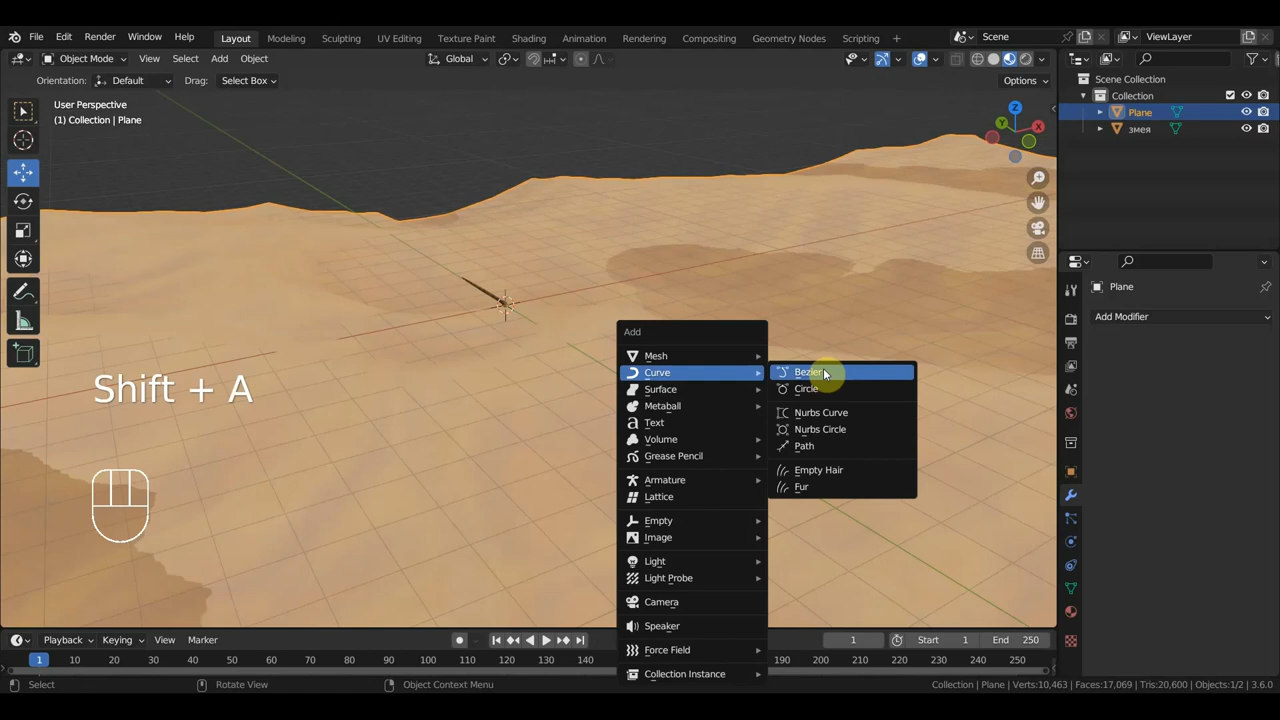 File Edit Render Window Help
Layout Modeling Sculpting UV Editing Texture Paint Shading Animation Rendering Compositing Geometry Nodes Scripting +
Scene
ViewLayer
Object Mode View Select Add Object
Global
Orientation: Default Drag: Select Box
Options
User Perspective
(1) Collection | Plane
Z
Y
X
Scene Collection
Collection
Plane
змея
Plane
Add Modifier
Shift + A
Add
Mesh
Curve
Surface
Metaball
Text
Volume
Grease Pencil
Armature
Lattice
Empty
Image
Light
Light Probe
Camera
Speaker
Force Field
Collection Instance
Bezier
Circle
Nurbs Curve
Nurbs Circle
Path
Empty Hair
Fur
Playback Keying View Marker
1 Start 1 End 250
1 10 20 30 40 50 60 70 80 90 100 110 120 130 140 190 200 210 220 230 240 250
Select Rotate View Object Context Menu
Collection | Plane | Verts:10,463 | Faces:17,069 | Tris:20,600 | Objects:1/2 | 3.6.0